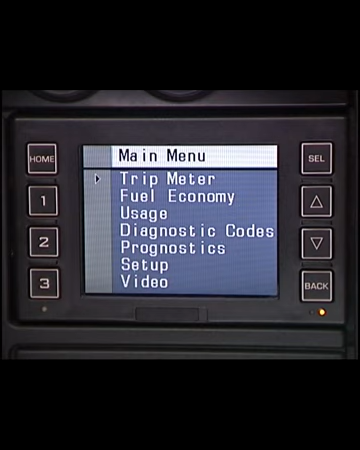 Main Menu
Trip Meter
Fuel Economy
Usage
Diagnostic Codes
Prognostics
Setup
Video
HOME
1
2
3
SEL
BACK